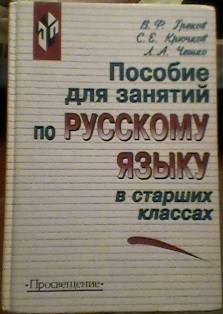 В. Ф. Греков
С. Е. Крючков
Л. А. Чешко
Пособие
для занятий
по РУССКОМУ
ЯЗЫКУ
в старших
классах
•Просвещение•